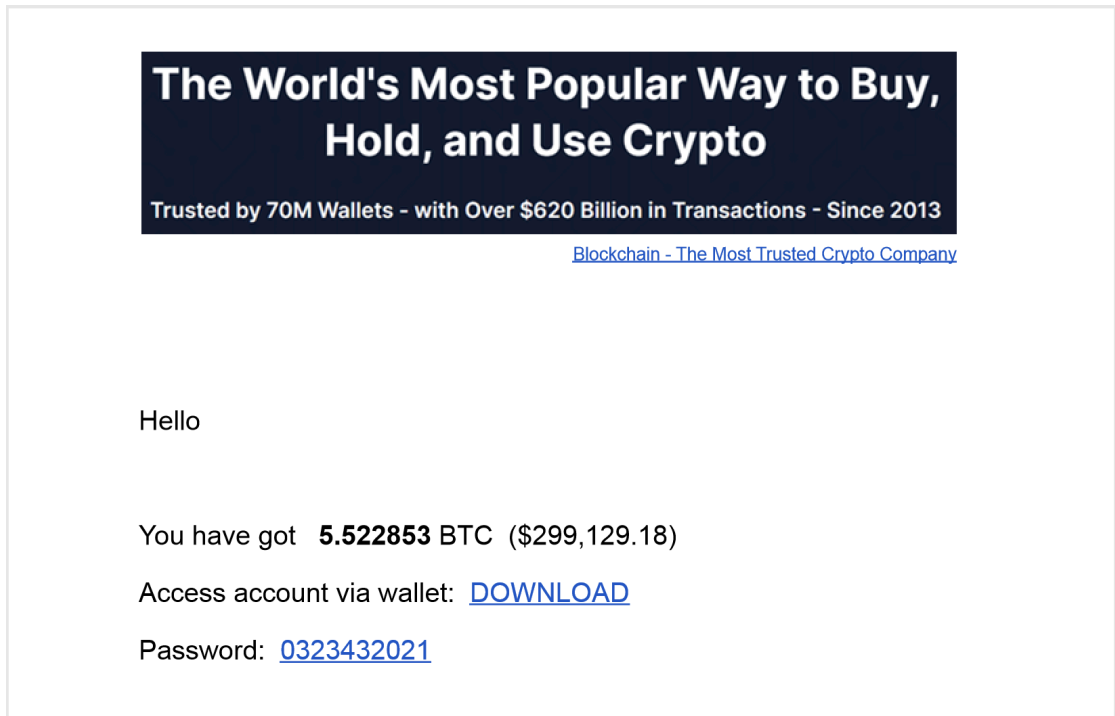 The World's Most Popular Way to Buy,
Hold, and Use Crypto
Trusted by 70M Wallets - with Over $620 Billion in Transactions - Since 2013
Blockchain - The Most Trusted Crypto Company
Hello
You have got 5.522853 BTC ($299,129.18)
Access account via wallet: DOWNLOAD
Password: 0323432021